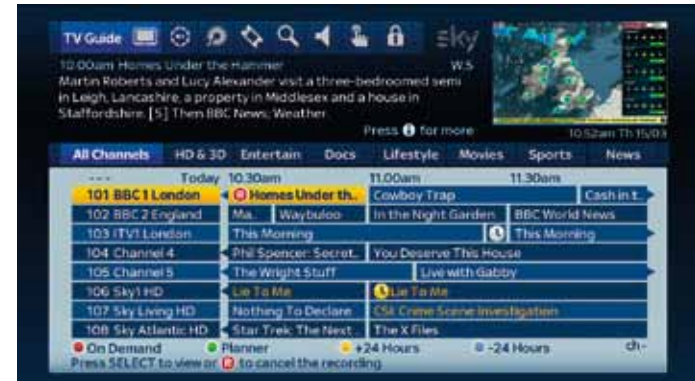 TV Guide
sky
10.00am Homes Under the Hammer W,S
Martin Roberts and Lucy Alexander visit a three-bedroomed semi
in Leigh, Lancashire, a property in Middlesex and a house in
Staffordshire. [S] Then BBC News; Weather
Press i for more
10.52am Th 15/03
All Channels HD & 3D Entertain Docs Lifestyle Movies Sports News
--- Today 10.30am 11.00am 11.30am
101 BBC 1 London R Homes Under th.. Cowboy Trap Cash in t..
102 BBC 2 England Ma.. Waybuloo In the Night Garden BBC World News
103 ITV1 London This Morning This Morning
104 Channel 4 Phil Spencer: Secret.. You Deserve This House
105 Channel 5 The Wright Stuff Live with Gabby
106 Sky1 HD Lie To Me Lie To Me
107 Sky Living HD Nothing To Declare CSI: Crime Scene Investigation
108 Sky Atlantic HD Star Trek: The Next.. The X Files
On Demand Planner +24 Hours -24 Hours ch-
Press SELECT to view or R to cancel the recording